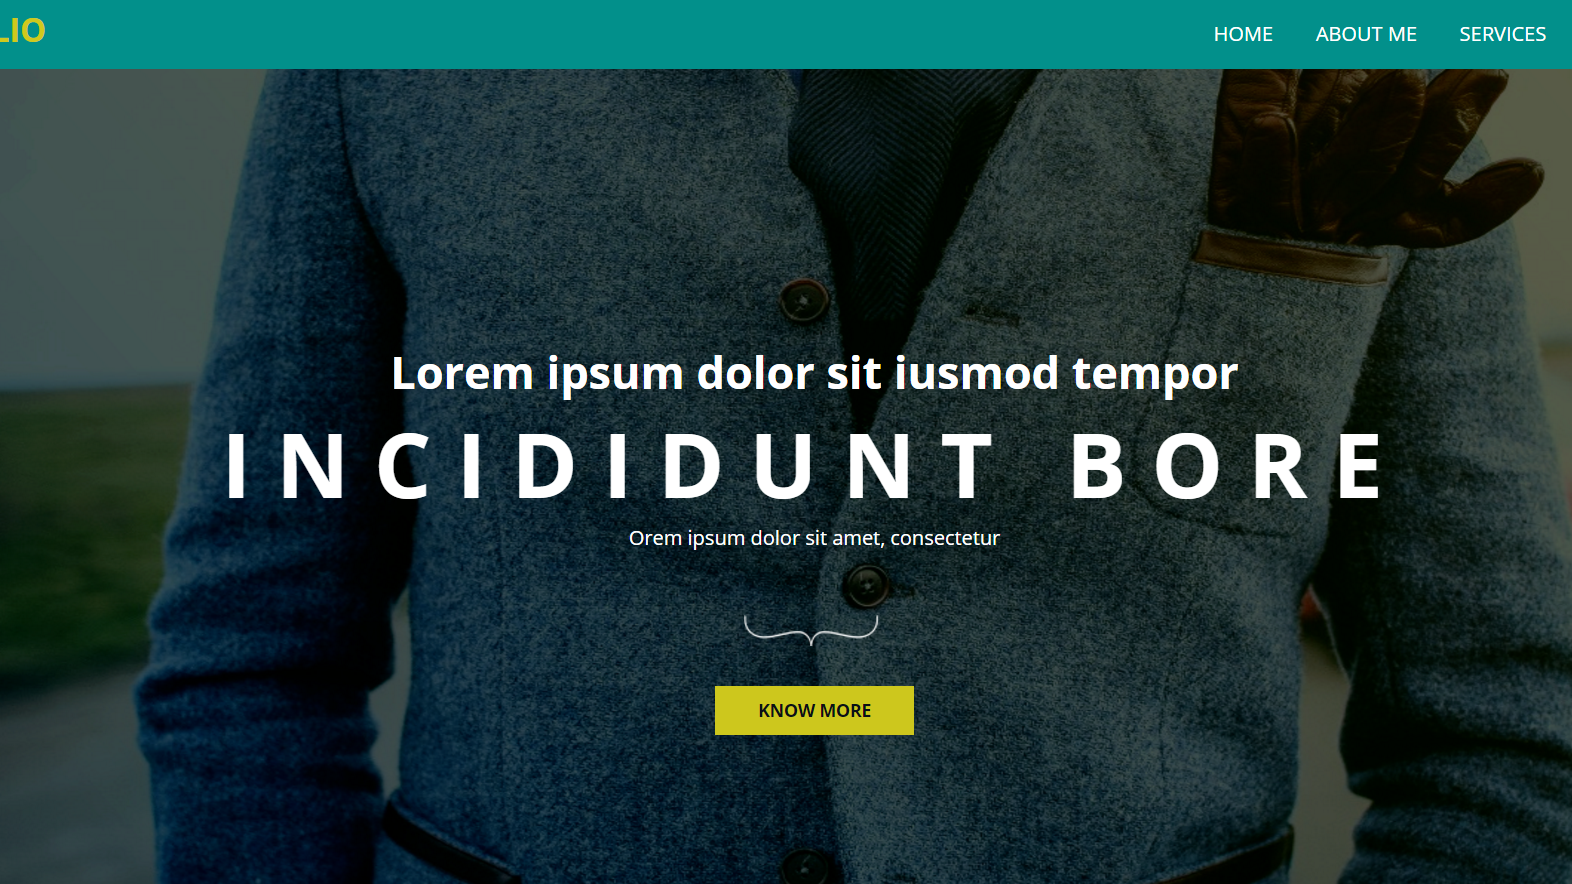 LIO
HOME ABOUT ME SERVICES
Lorem ipsum dolor sit iusmod tempor
INCIDIDUNT BORE
Orem ipsum dolor sit amet, consectetur
KNOW MORE